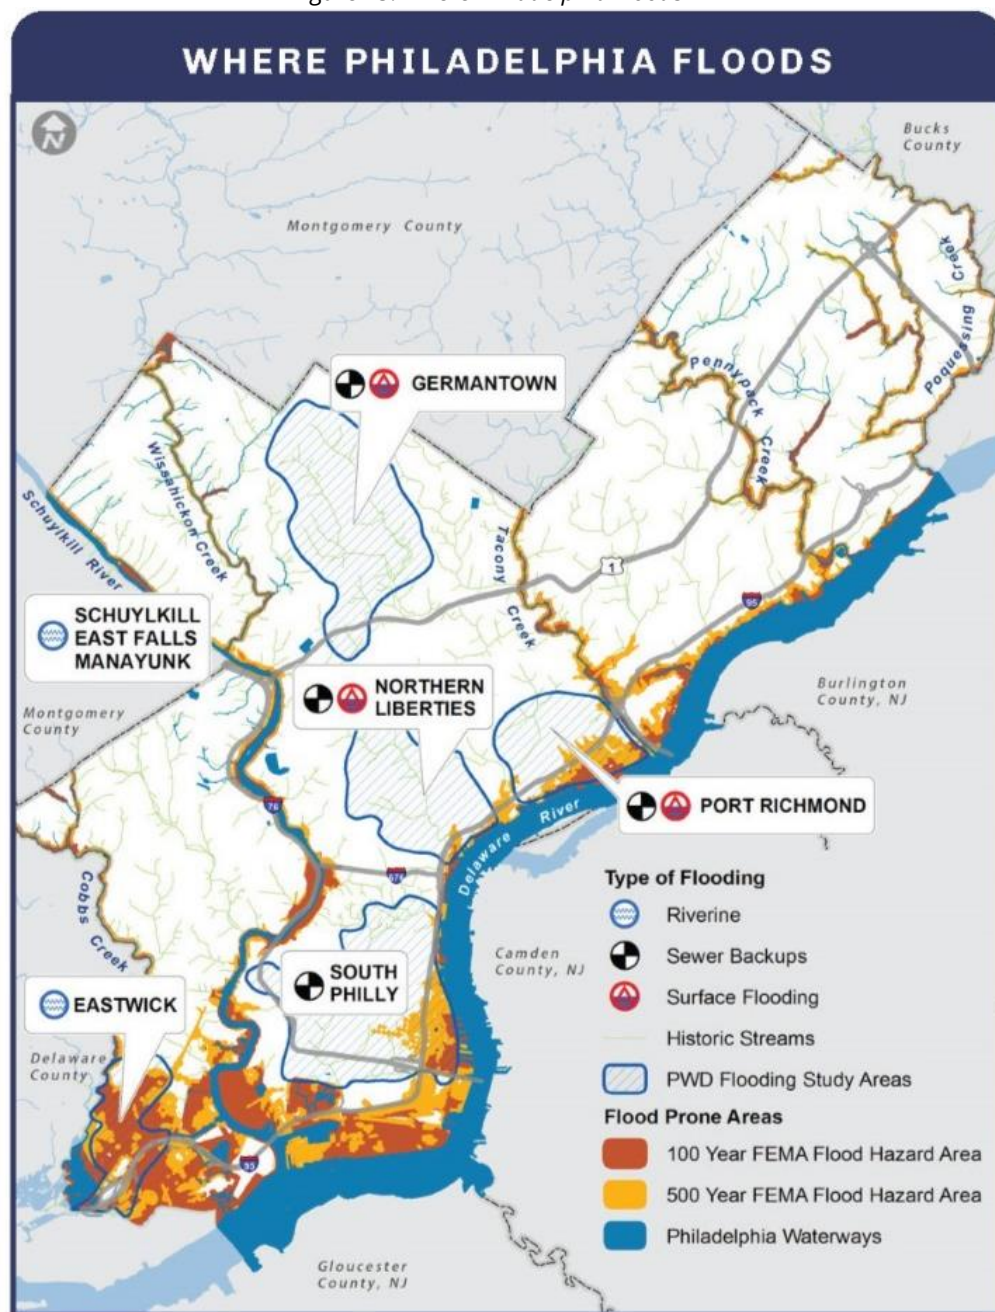 WHERE PHILADELPHIA FLOODS
N
Bucks
County
Montgomery County
Poquessing Creek
Pennypack Creek
GERMANTOWN
Wissahickon Creek
Schuylkill River
Tacony Creek
1
95
SCHUYLKILL
EAST FALLS
MANAYUNK
NORTHERN
LIBERTIES
Burlington
County, NJ
Montgomery
County
76
PORT RICHMOND
Delaware River
676
Cobbs Creek
Type of Flooding
Riverine
Sewer Backups
Surface Flooding
Historic Streams
PWD Flooding Study Areas
Camden
County, NJ
SOUTH
PHILLY
EASTWICK
Delaware
County
95
Flood Prone Areas
100 Year FEMA Flood Hazard Area
500 Year FEMA Flood Hazard Area
Philadelphia Waterways
Gloucester
County, NJ